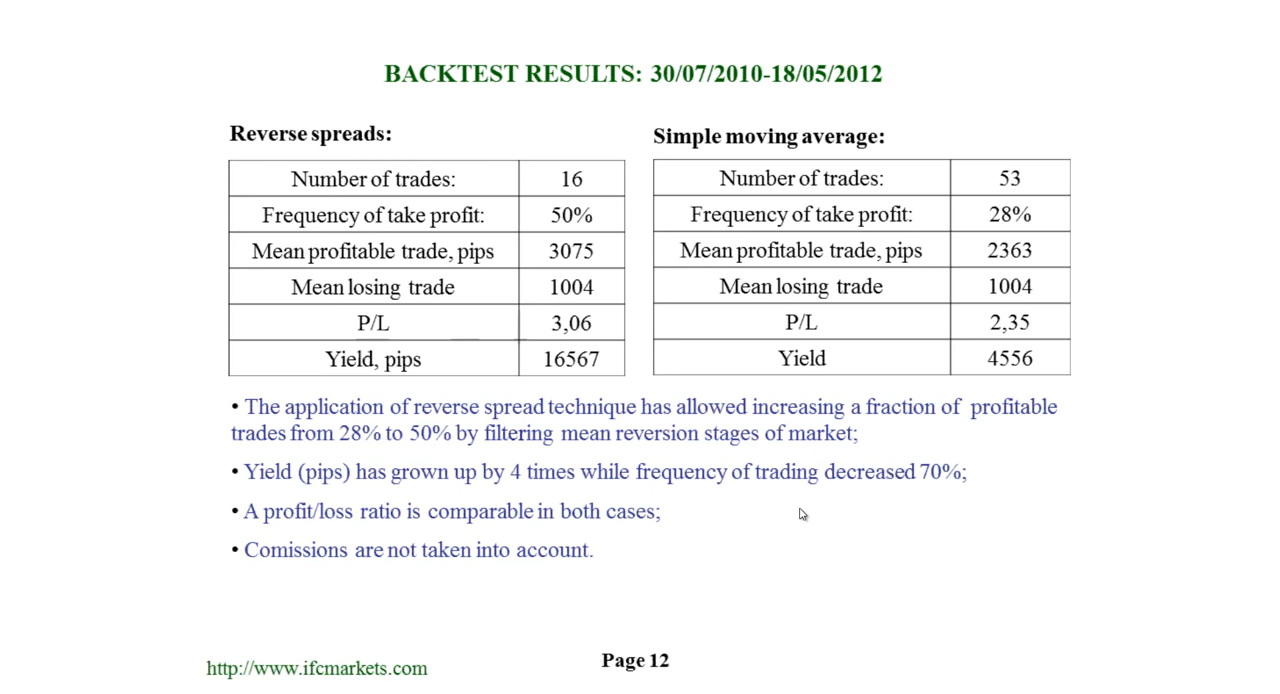 BACKTEST RESULTS: 30/07/2010-18/05/2012
Reverse spreads:
Number of trades: 16
Frequency of take profit: 50%
Mean profitable trade, pips 3075
Mean losing trade 1004
P/L 3,06
Yield, pips 16567
Simple moving average:
Number of trades: 53
Frequency of take profit: 28%
Mean profitable trade, pips 2363
Mean losing trade 1004
P/L 2,35
Yield 4556
• The application of reverse spread technique has allowed increasing a fraction of profitable
trades from 28% to 50% by filtering mean reversion stages of market;
• Yield (pips) has grown up by 4 times while frequency of trading decreased 70%;
• A profit/loss ratio is comparable in both cases;
• Comissions are not taken into account.
http://www.ifcmarkets.com
Page 12